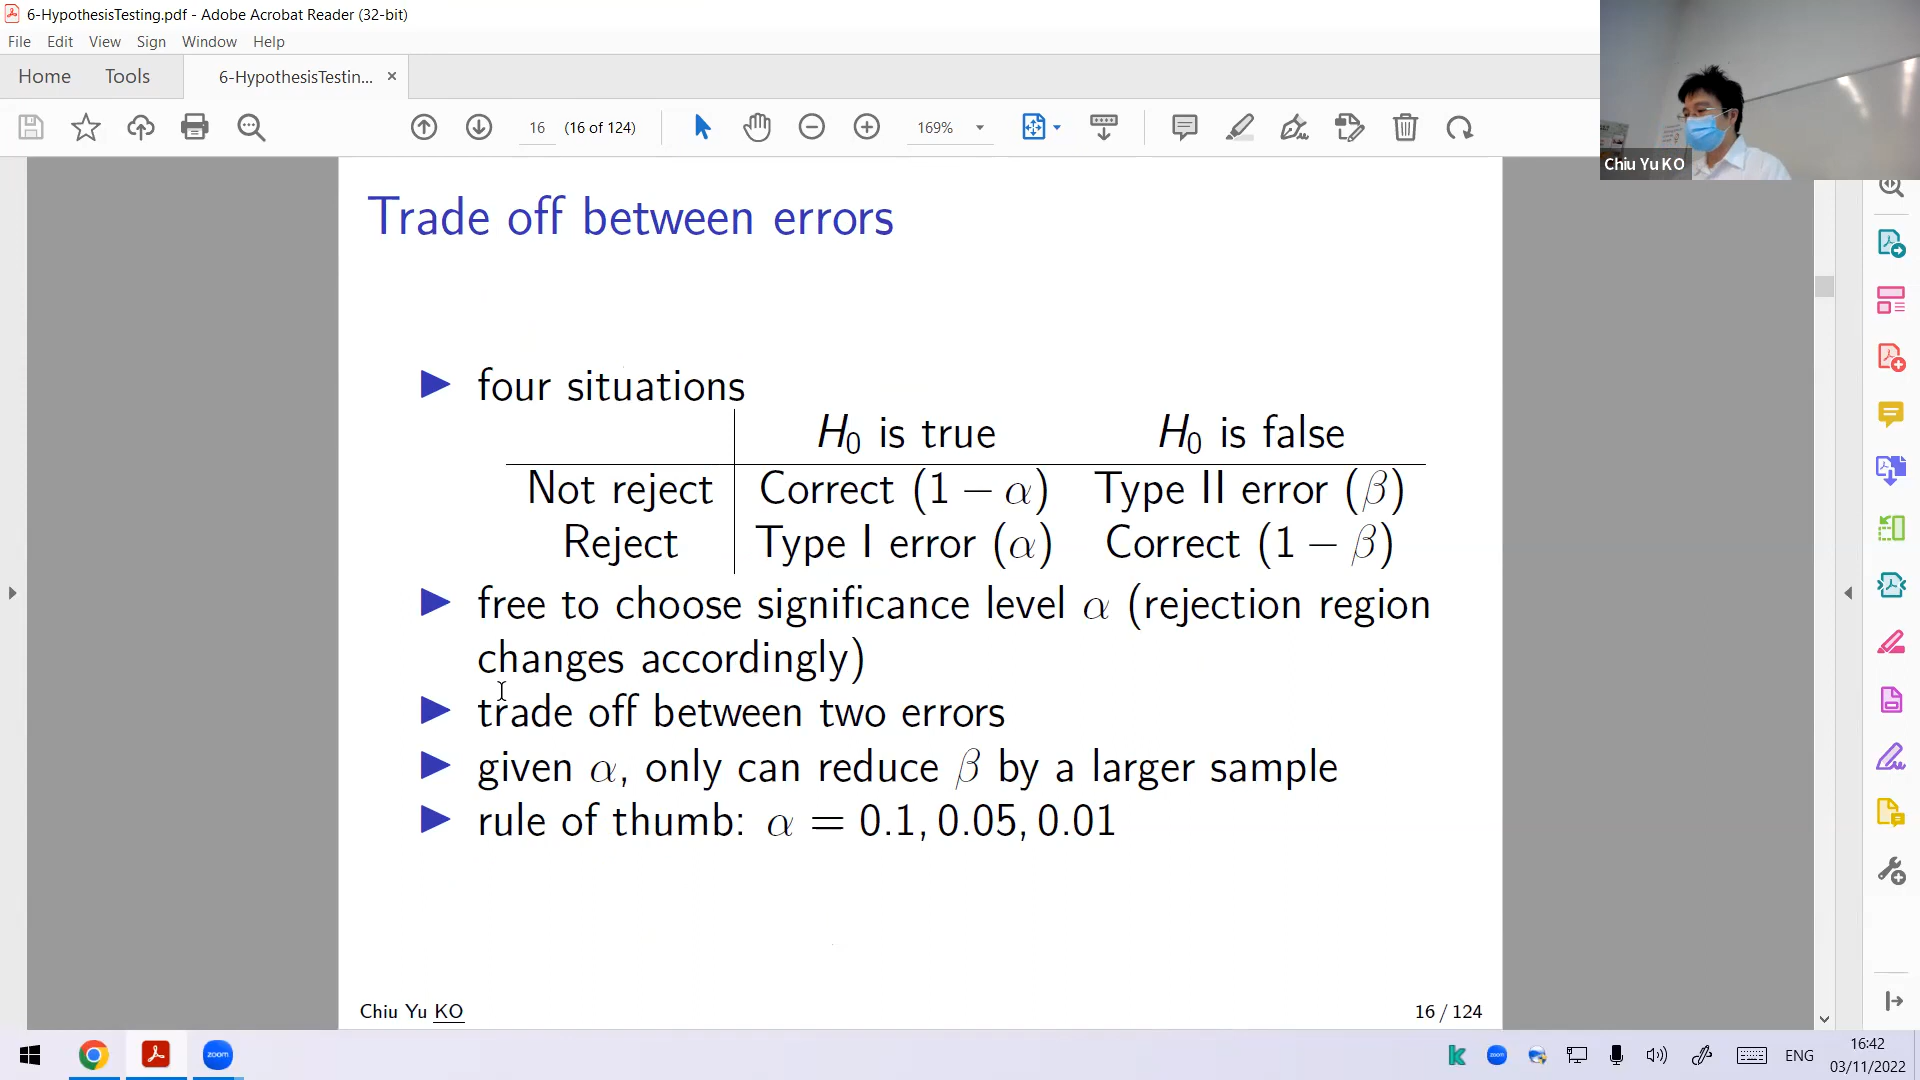 6-HypothesisTesting.pdf - Adobe Acrobat Reader (32-bit)
File Edit View Sign Window Help
Home Tools 6-HypothesisTestin... ×
16 (16 of 124) 169%
Chiu Yu KO
Trade off between errors
▶ four situations
H₀ is true H₀ is false
Not reject Correct (1 − α) Type II error (β)
Reject Type I error (α) Correct (1 − β)
▶ free to choose significance level α (rejection region
changes accordingly)
▶ trade off between two errors
▶ given α, only can reduce β by a larger sample
▶ rule of thumb: α = 0.1, 0.05, 0.01
Chiu Yu KO 16 / 124
zoom zoom ENG 16:42
03/11/2022